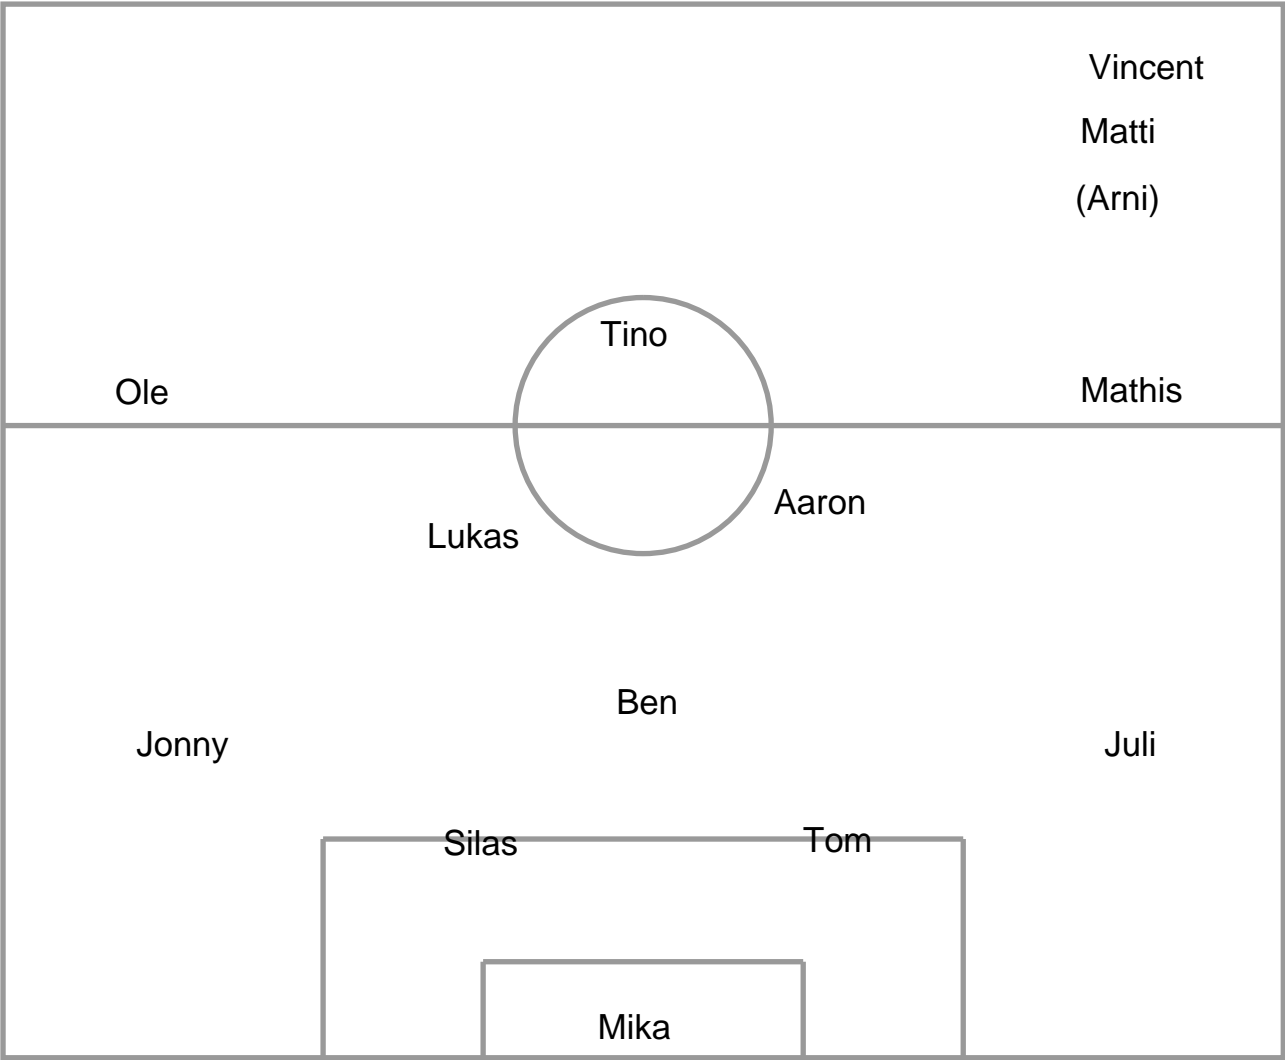 Vincent
Matti
(Arni)
Tino
Ole
Mathis
Aaron
Lukas
Ben
Jonny
Juli
Silas
Tom
Mika